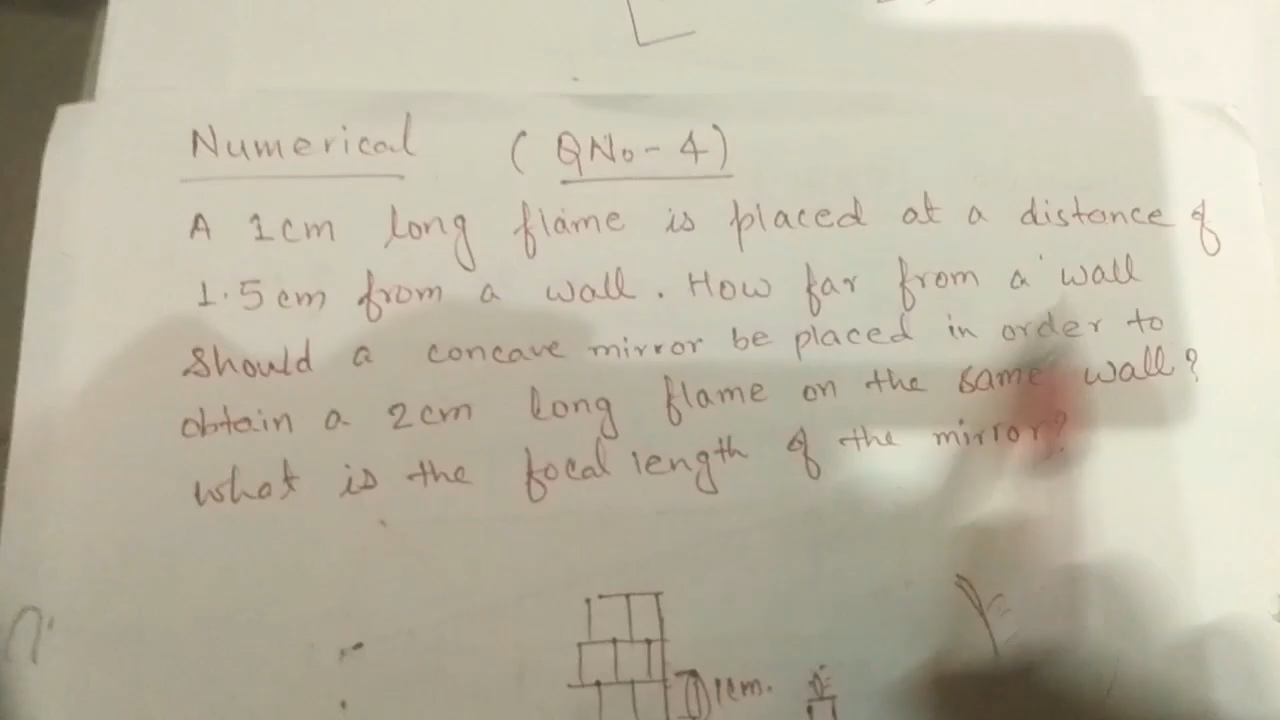 Numerical (QNo-4)
A 1cm long flame is placed at a distance of
1.5cm from a wall. How far from a wall
should a concave mirror be placed in order to
obtain a 2cm long flame on the same wall?
what is the focal length of the mirror?
1cm.